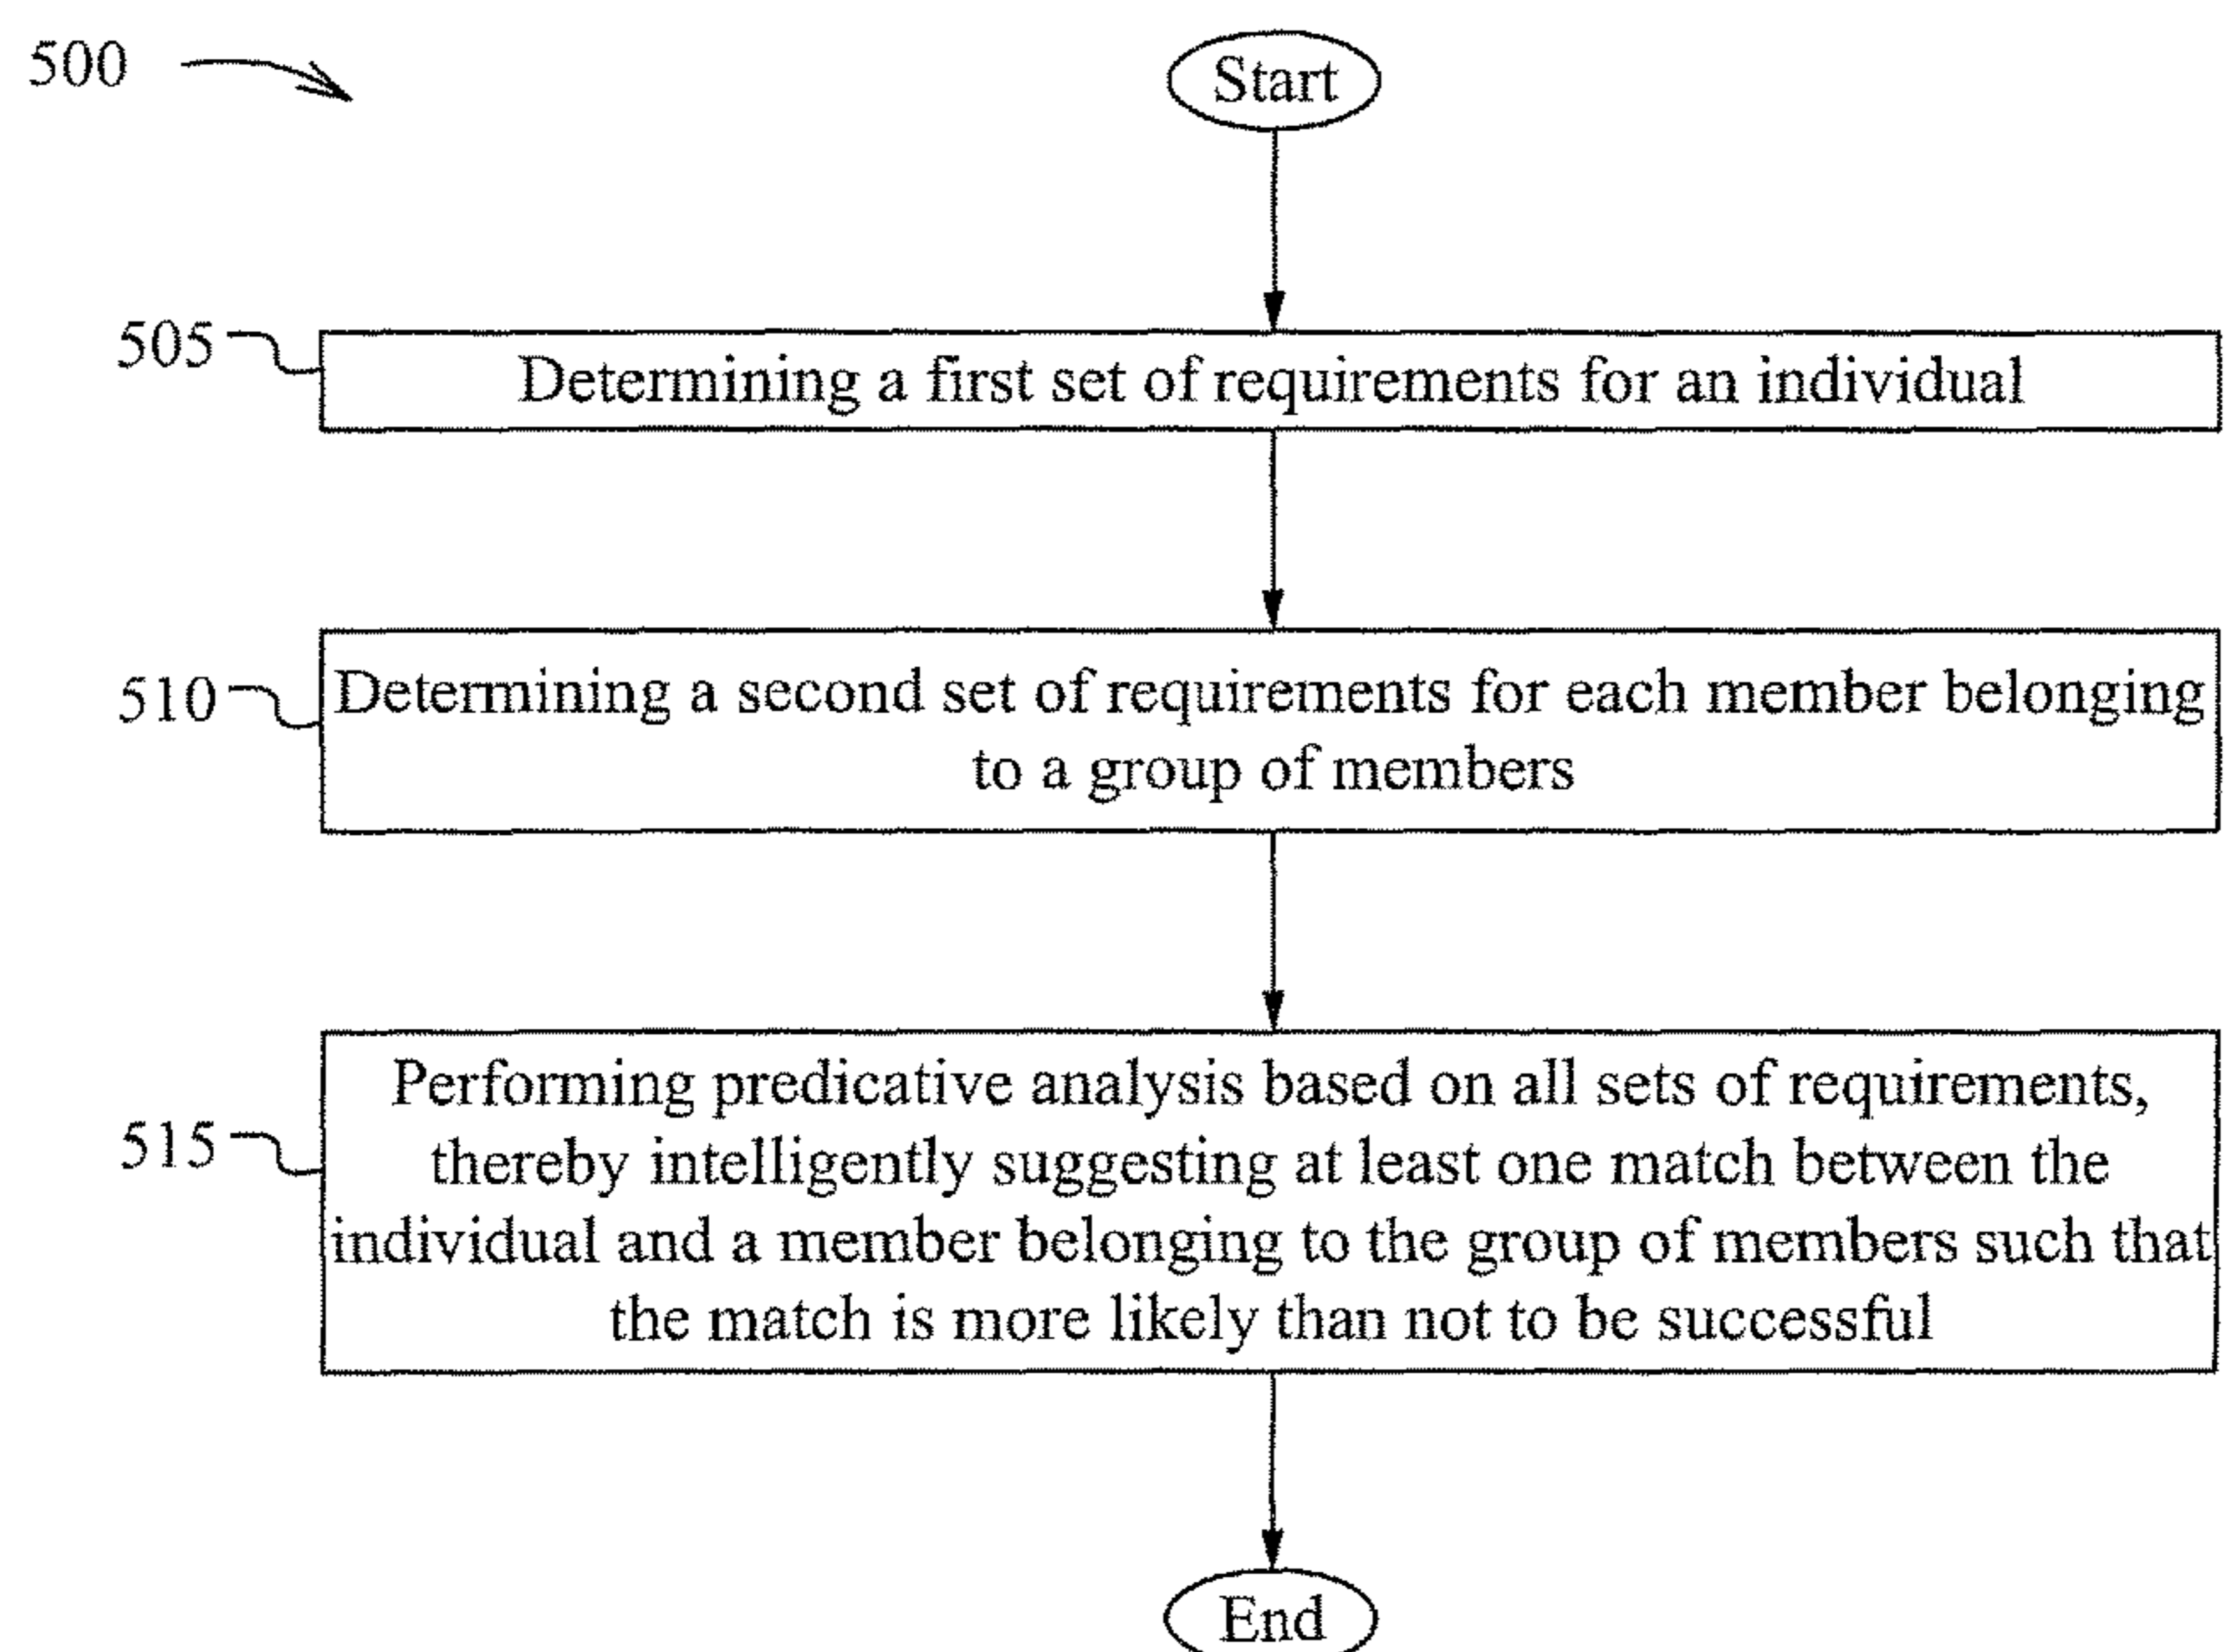 500
Start
505
Determining a first set of requirements for an individual
510
Determining a second set of requirements for each member belonging
to a group of members
515
Performing predicative analysis based on all sets of requirements,
thereby intelligently suggesting at least one match between the
individual and a member belonging to the group of members such that
the match is more likely than not to be successful
End